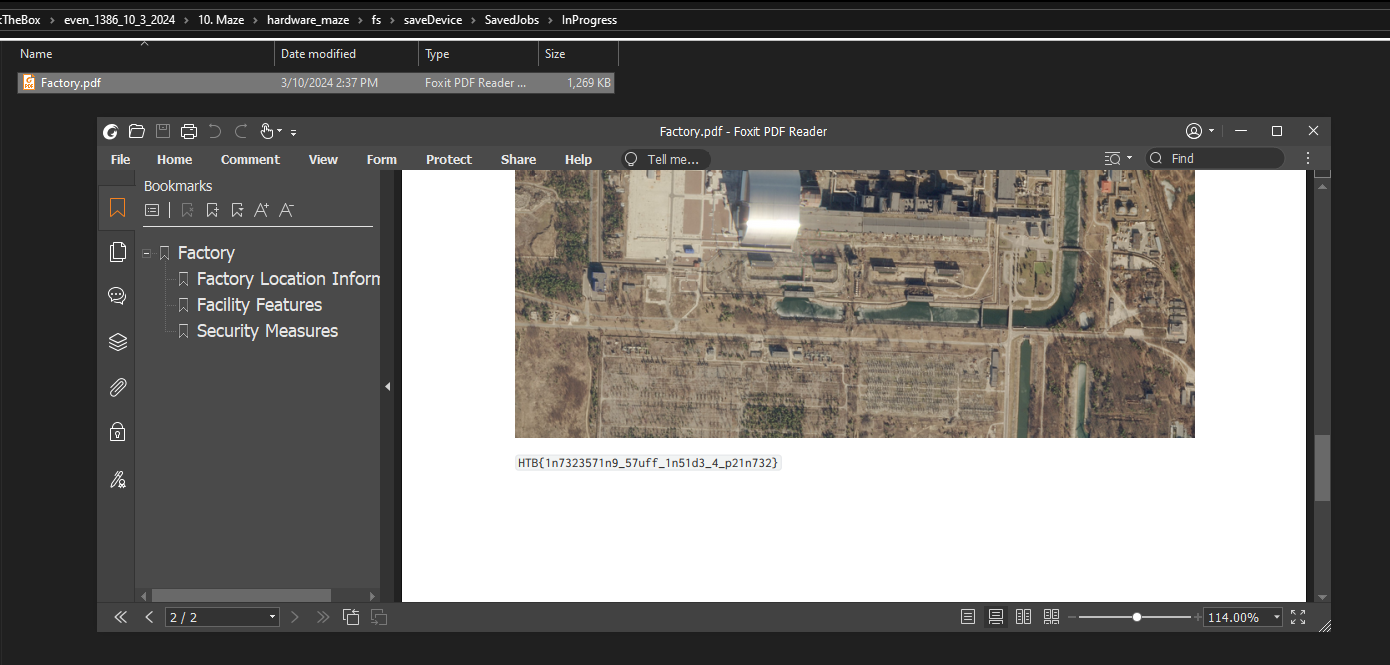 TheBox > even_1386_10_3_2024 > 10. Maze > hardware_maze > fs > saveDevice > SavedJobs > InProgress
Name Date modified Type Size
Factory.pdf 3/10/2024 2:37 PM Foxit PDF Reader ... 1,269 KB
Factory.pdf - Foxit PDF Reader
File Home Comment View Form Protect Share Help Tell me... Find
Bookmarks
Factory
Factory Location Inform
Facility Features
Security Measures
HTB{1n7323571n9_57uff_1n51d3_4_p21n732}
2 / 2
114.00%